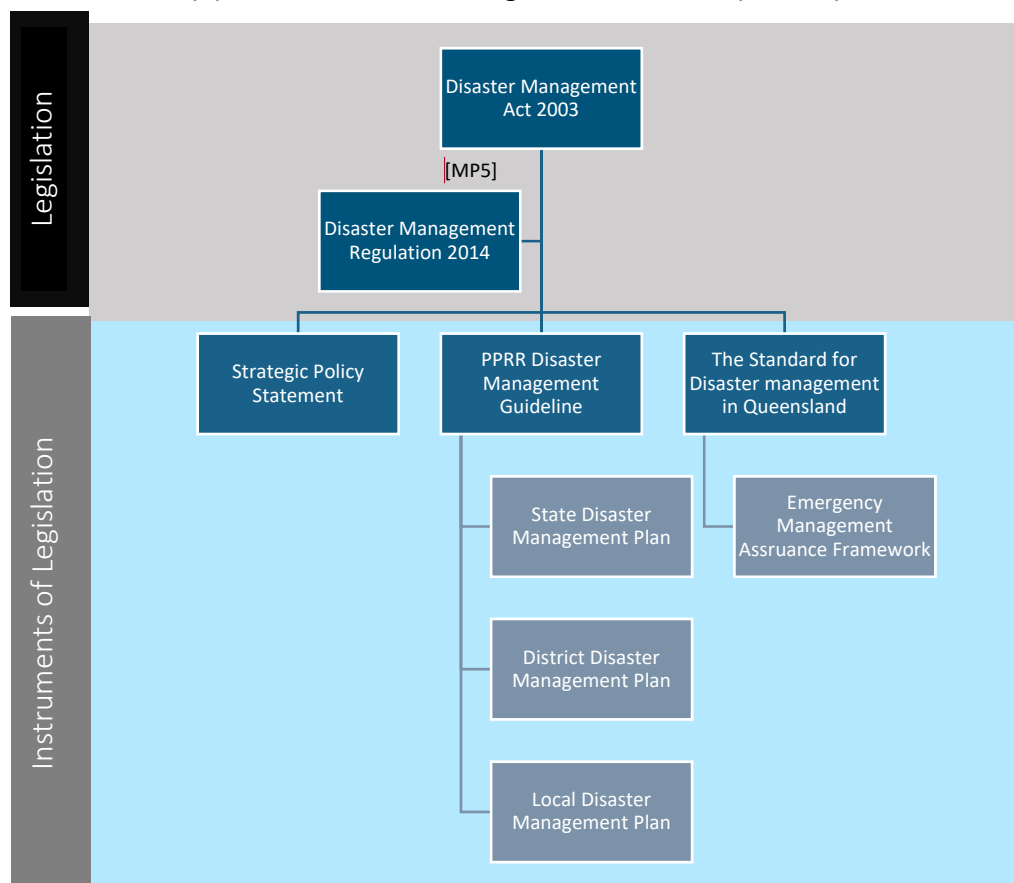 Legislation
Disaster Management
Act 2003
[MP5]
Disaster Management
Regulation 2014
Instruments of Legislation
Strategic Policy
Statement
PPRR Disaster
Management
Guideline
The Standard for
Disaster management
in Queensland
State Disaster
Management Plan
Emergency
Management
Assruance Framework
District Disaster
Management Plan
Local Disaster
Management Plan